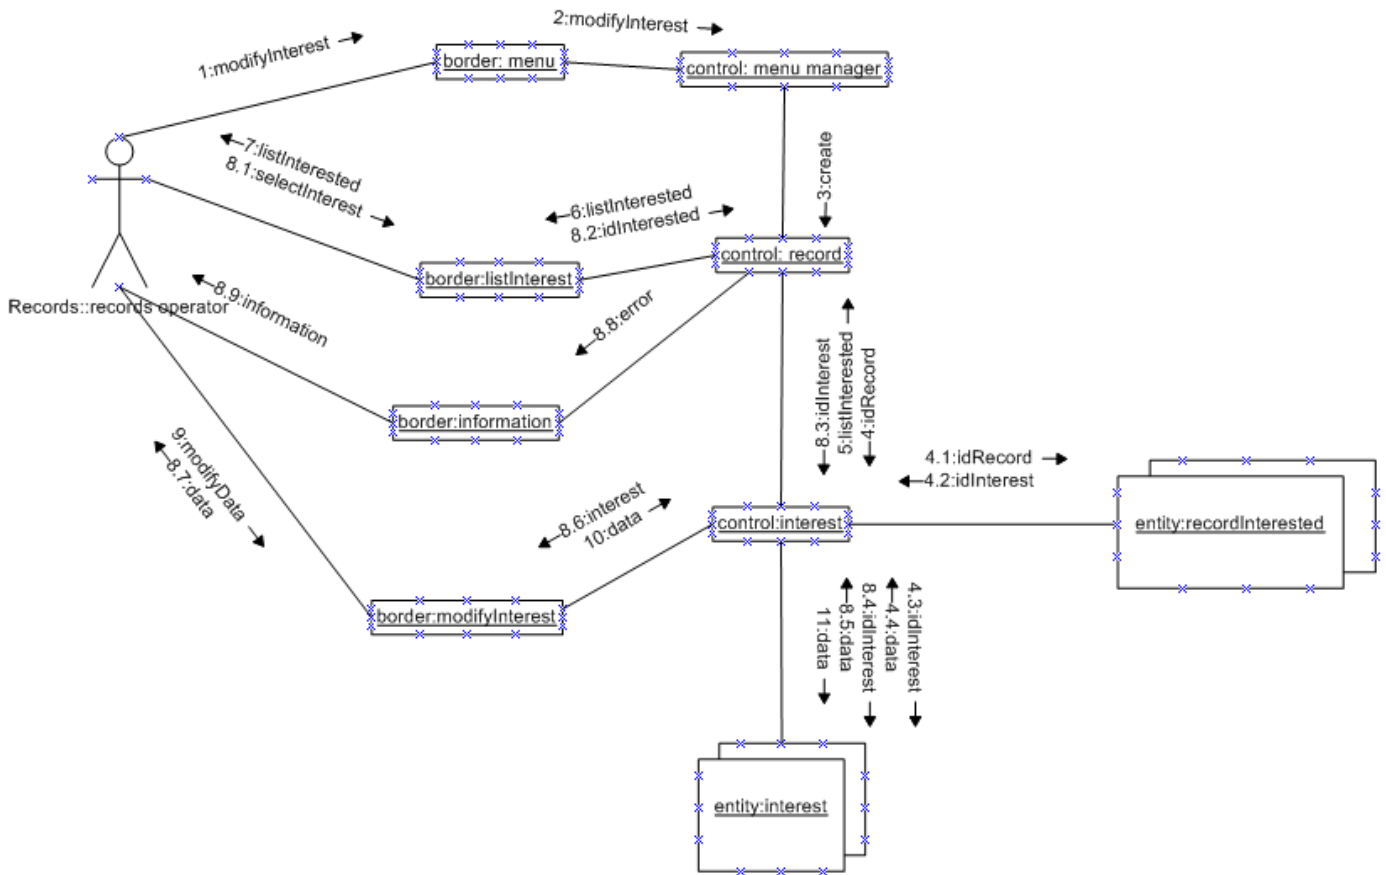 2:modifyInterest
1:modifyInterest
border: menu
control: menu manager
7:listInterested
8.1:selectInterest
3:create
6:listInterested
8.2:idInterested
control: record
border:listInterest
8.9:information
Records::records operator
8.8:error
8.3:idInterest
5:listInterested
4:idRecord
border:information
9:modifyData
8.7:data
4.1:idRecord
4.2:idInterest
8.6:interest
10:data
control:interest
entity:recordInterested
border:modifyInterest
11:data
8.5:data
8.4:idInterest
4.4:data
4.3:idInterest
entity:interest